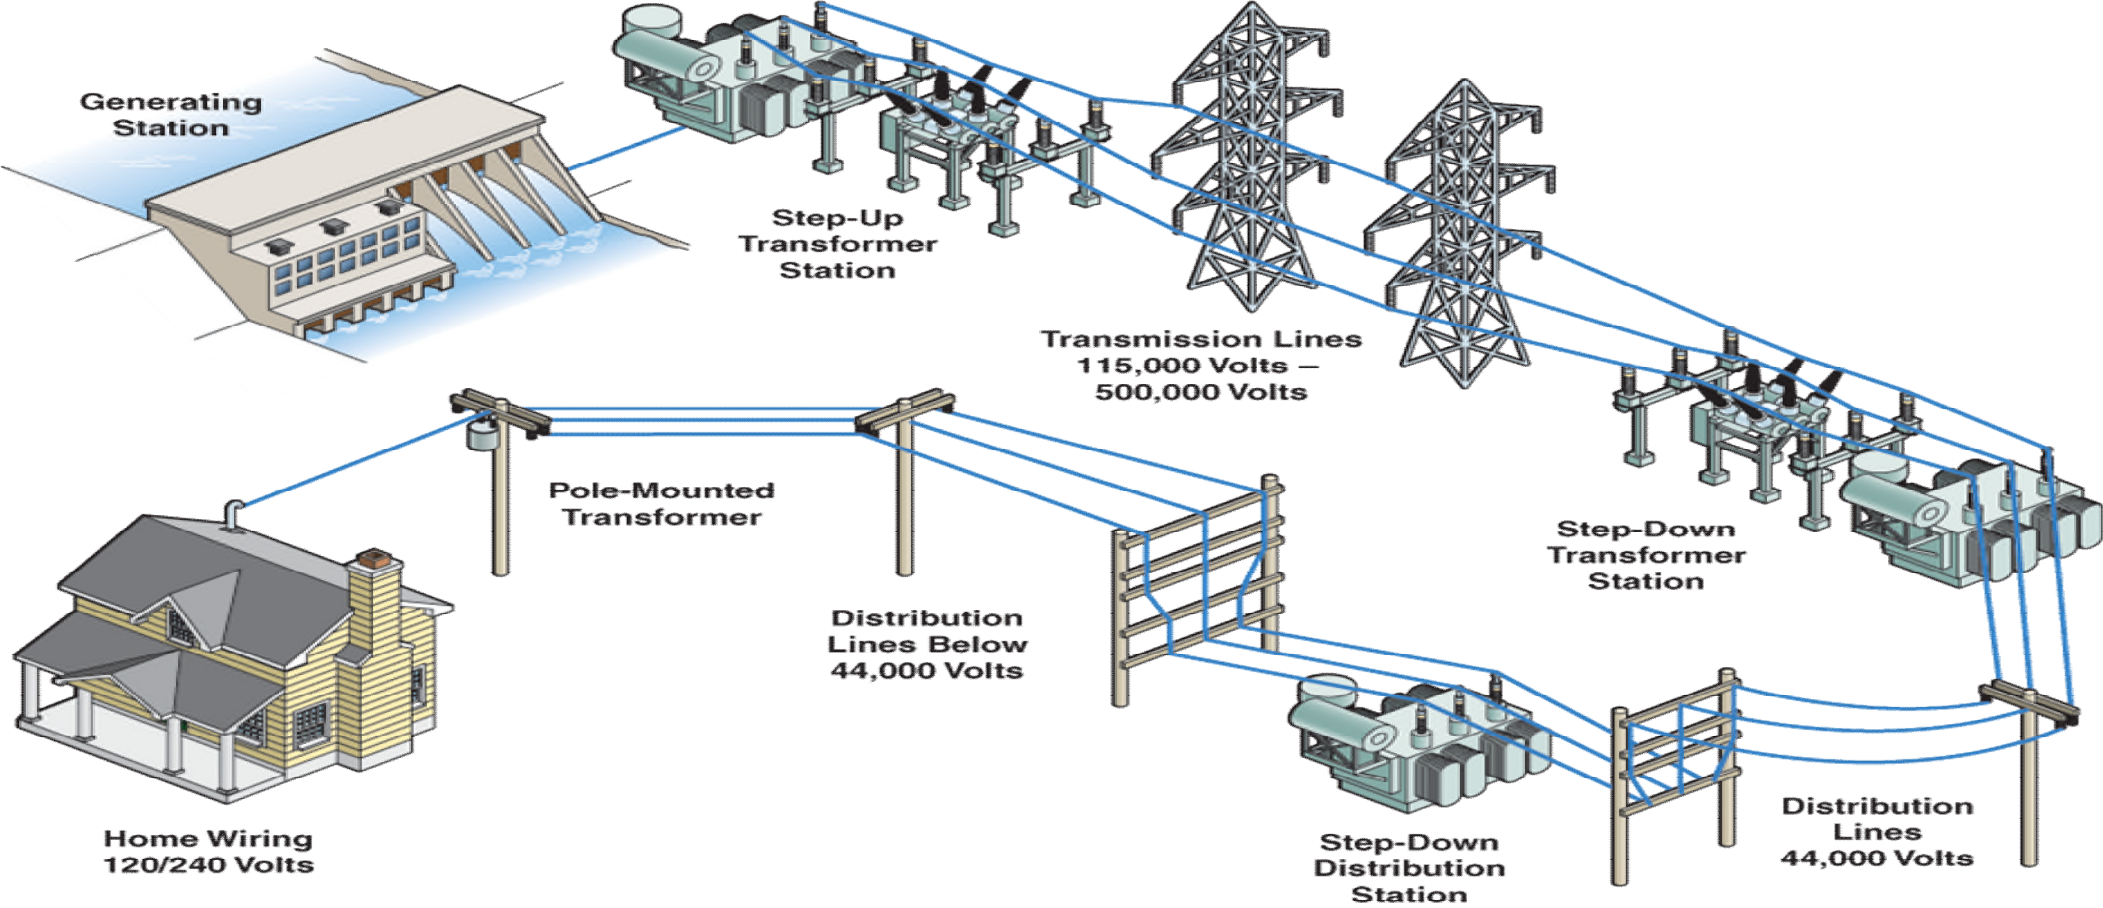 Generating
Station
Step-Up
Transformer
Station
Transmission Lines
115,000 Volts –
500,000 Volts
Step-Down
Transformer
Station
Distribution
Lines
44,000 Volts
Step-Down
Distribution
Station
Distribution
Lines Below
44,000 Volts
Pole-Mounted
Transformer
Home Wiring
120/240 Volts